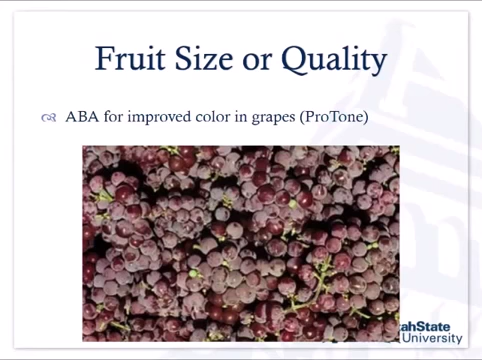 Fruit Size or Quality
ABA for improved color in grapes (ProTone)
ahState
University